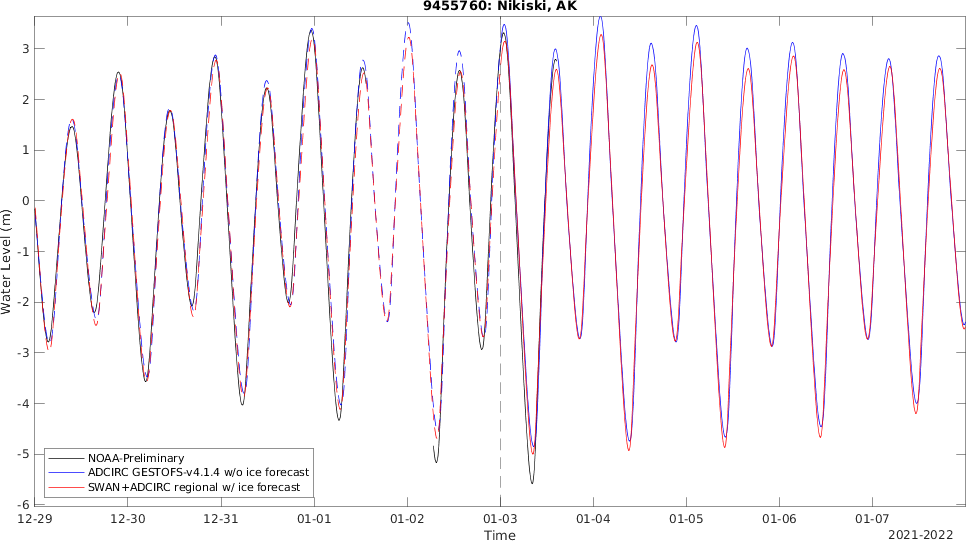 9455760: Nikiski, AK
Water Level (m)
3
2
1
0
-1
-2
-3
-4
-5
-6
NOAA-Preliminary
ADCIRC GESTOFS-v4.1.4 w/o ice forecast
SWAN+ADCIRC regional w/ ice forecast
12-29 12-30 12-31 01-01 01-02 01-03 01-04 01-05 01-06 01-07
Time
2021-2022